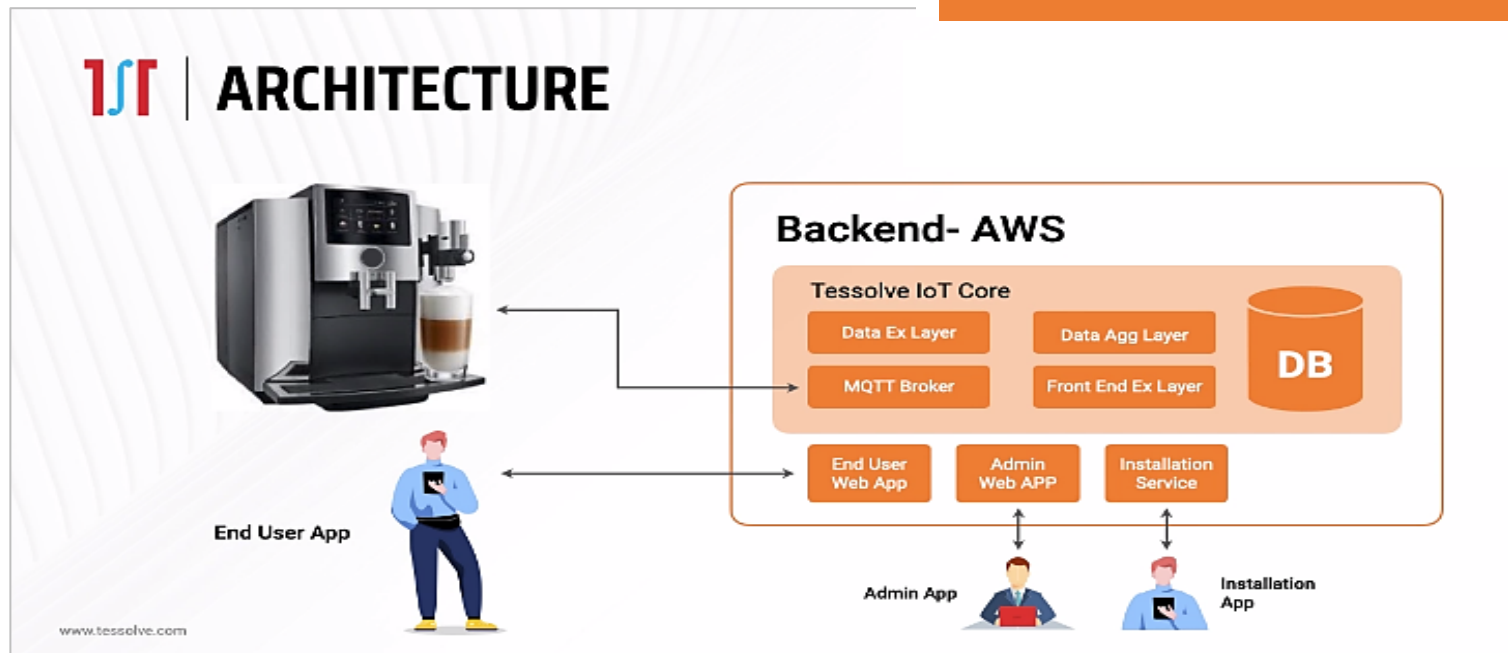 TST | ARCHITECTURE
Backend- AWS
Tessolve IoT Core
Data Ex Layer
Data Agg Layer
MQTT Broker
Front End Ex Layer
DB
End User
Web App
Admin
Web APP
Installation
Service
End User App
Admin App
Installation
App
www.tessolve.com